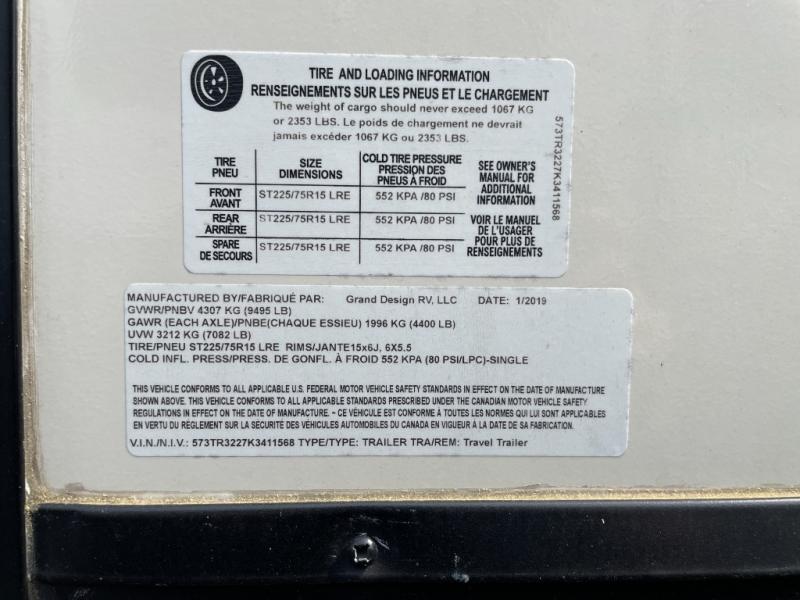 TIRE AND LOADING INFORMATION
RENSEIGNEMENTS SUR LES PNEUS ET LE CHARGEMENT
The weight of cargo should never exceed 1067 KG
or 2353 LBS. Le poids de chargement ne devrait
jamais excéder 1067 KG ou 2353 LBS.
TIRE PNEU SIZE DIMENSIONS COLD TIRE PRESSURE PRESSION DES PNEUS À FROID
FRONT AVANT ST225/75R15 LRE 552 KPA /80 PSI
REAR ARRIÈRE ST225/75R15 LRE 552 KPA /80 PSI
SPARE DE SECOURS ST225/75R15 LRE 552 KPA /80 PSI
SEE OWNER'S
MANUAL FOR
ADDITIONAL
INFORMATION
VOIR LE MANUEL
DE L'USAGER
POUR PLUS DE
RENSEIGNEMENTS
573TR3227K3411568
MANUFACTURED BY/FABRIQUÉ PAR: Grand Design RV, LLC DATE: 1/2019
GVWR/PNBV 4307 KG (9495 LB)
GAWR (EACH AXLE)/PNBE(CHAQUE ESSIEU) 1996 KG (4400 LB)
UVW 3212 KG (7082 LB)
TIRE/PNEU ST225/75R15 LRE RIMS/JANTE15x6J, 6X5.5
COLD INFL. PRESS/PRESS. DE GONFL. À FROID 552 KPA (80 PSI/LPC)-SINGLE
THIS VEHICLE CONFORMS TO ALL APPLICABLE U.S. FEDERAL MOTOR VEHICLE SAFETY STANDARDS IN EFFECT ON THE DATE OF MANUFACTURE
SHOWN ABOVE. THIS VEHICLE CONFORMS TO ALL APPLICABLE STANDARDS PRESCRIBED UNDER THE CANADIAN MOTOR VEHICLE SAFETY
REGULATIONS IN EFFECT ON THE DATE OF MANUFACTURE. - CE VÉHICULE EST CONFORME À TOUTES LES NORMES QUI LUI SONT APPLICABLES
EN VERTU DU RÈGLEMENT SUR LA SÉCURITÉ DES VÉHICULES AUTOMOBILES DU CANADA EN VIGUEUR À LA DATE DE SA FABRICATION.
V.I.N./N.I.V.: 573TR3227K3411568 TYPE/TYPE: TRAILER TRA/REM: Travel Trailer